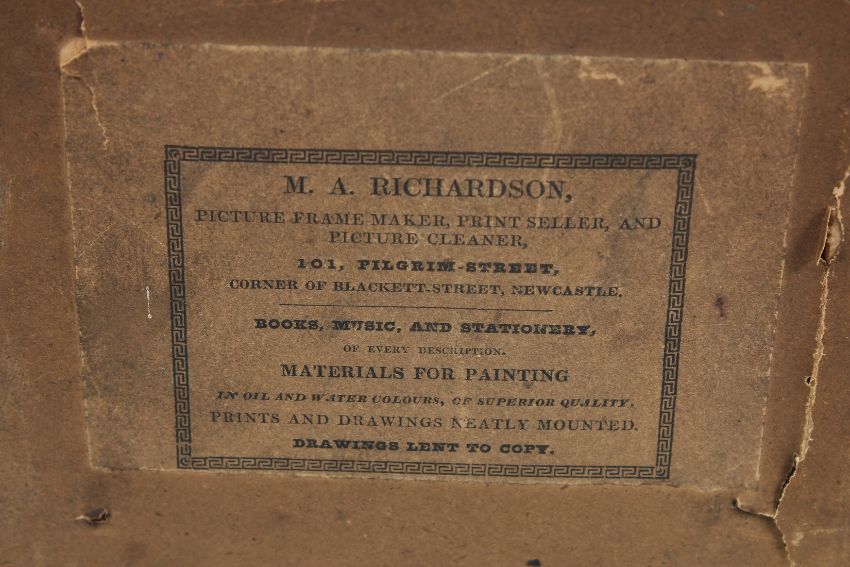 M. A. RICHARDSON,
PICTURE FRAME MAKER, PRINT SELLER, AND
PICTURE CLEANER,
101, PILGRIM-STREET,
CORNER OF BLACKETT-STREET, NEWCASTLE.
BOOKS, MUSIC, AND STATIONERY,
OF EVERY DESCRIPTION.
MATERIALS FOR PAINTING
IN OIL AND WATER COLOURS, OF SUPERIOR QUALITY.
PRINTS AND DRAWINGS NEATLY MOUNTED.
DRAWINGS LENT TO COPY.